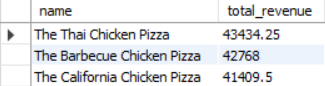 name total_revenue
The Thai Chicken Pizza 43434.25
The Barbecue Chicken Pizza 42768
The California Chicken Pizza 41409.5